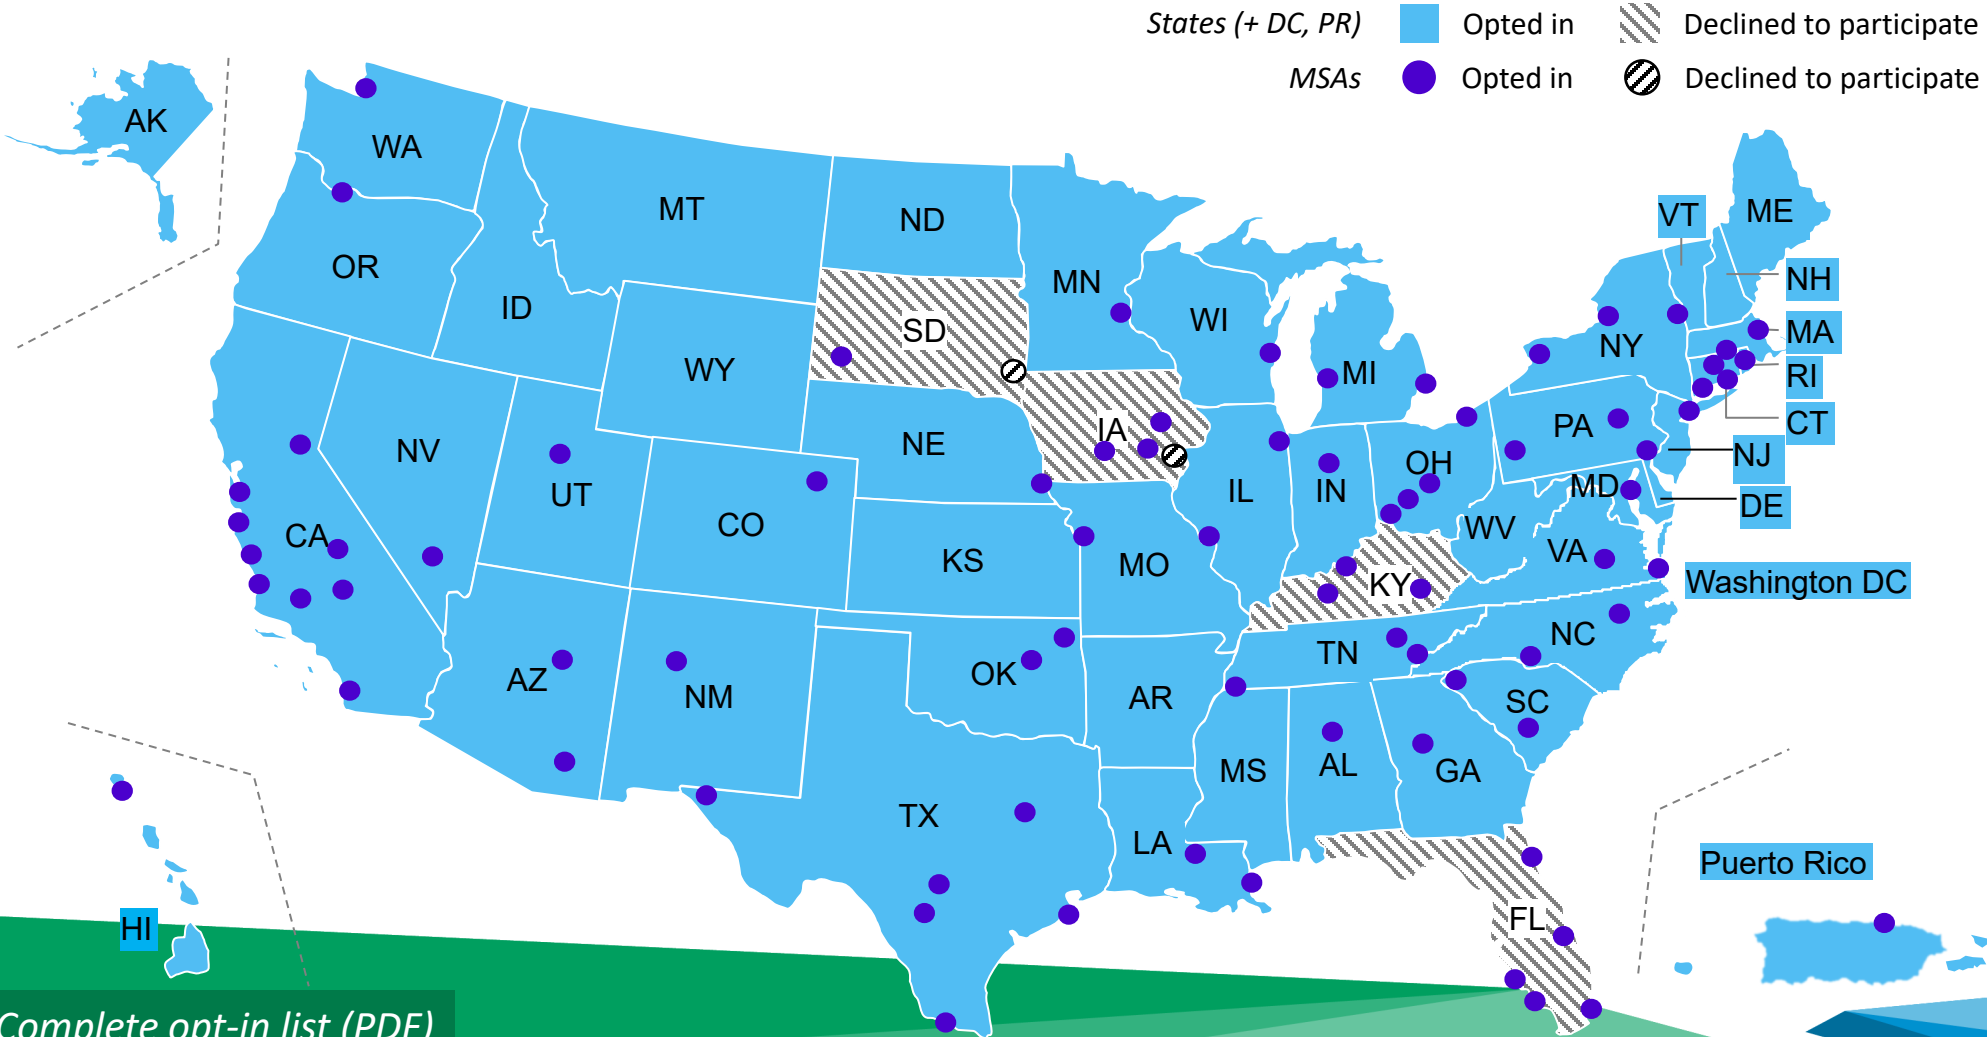 States (+ DC, PR) Opted in Declined to participate
MSAs Opted in Declined to participate
AK
WA
MT
ND
VT
ME
OR
MN
NH
ID
SD
WI
MA
NY
WY
MI
RI
IA
PA
CT
NV
NE
OH
NJ
UT
IL
IN
MD
DE
CO
WV
CA
KS
MO
VA
KY
Washington DC
NC
TN
AZ
OK
NM
AR
SC
MS
AL
GA
TX
LA
Puerto Rico
HI
FL
Complete opt-in list (PDF)